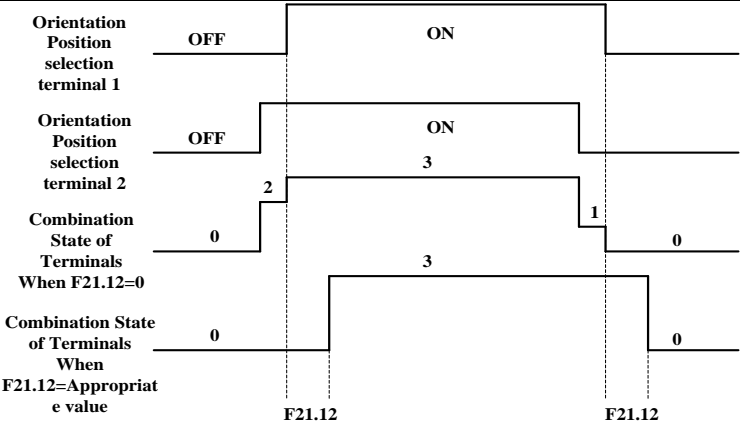 Orientation
Position
selection
terminal 1
OFF
ON
Orientation
Position
selection
terminal 2
OFF
ON
Combination
State of
Terminals
When F21.12=0
0
2
3
1
0
Combination State
of Terminals
When
F21.12=Appropriat
e value
0
3
0
F21.12
F21.12